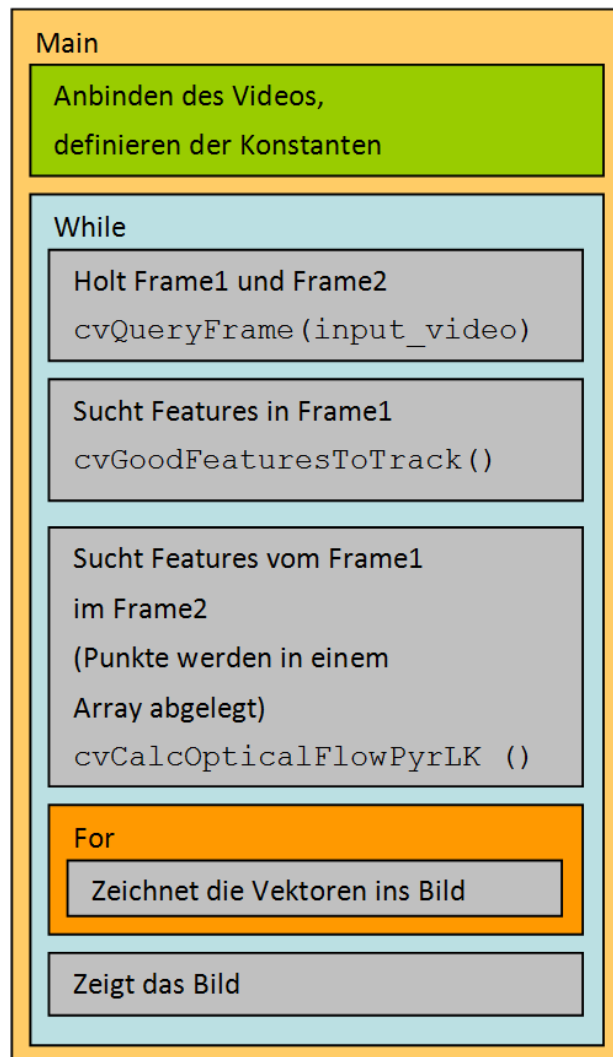 Main
Anbinden des Videos,
definieren der Konstanten
While
Holt Frame1 und Frame2
cvQueryFrame(input_video)
Sucht Features in Frame1
cvGoodFeaturesToTrack()
Sucht Features vom Frame1
im Frame2
(Punkte werden in einem
Array abgelegt)
cvCalcOpticalFlowPyrLK ()
For
Zeichnet die Vektoren ins Bild
Zeigt das Bild